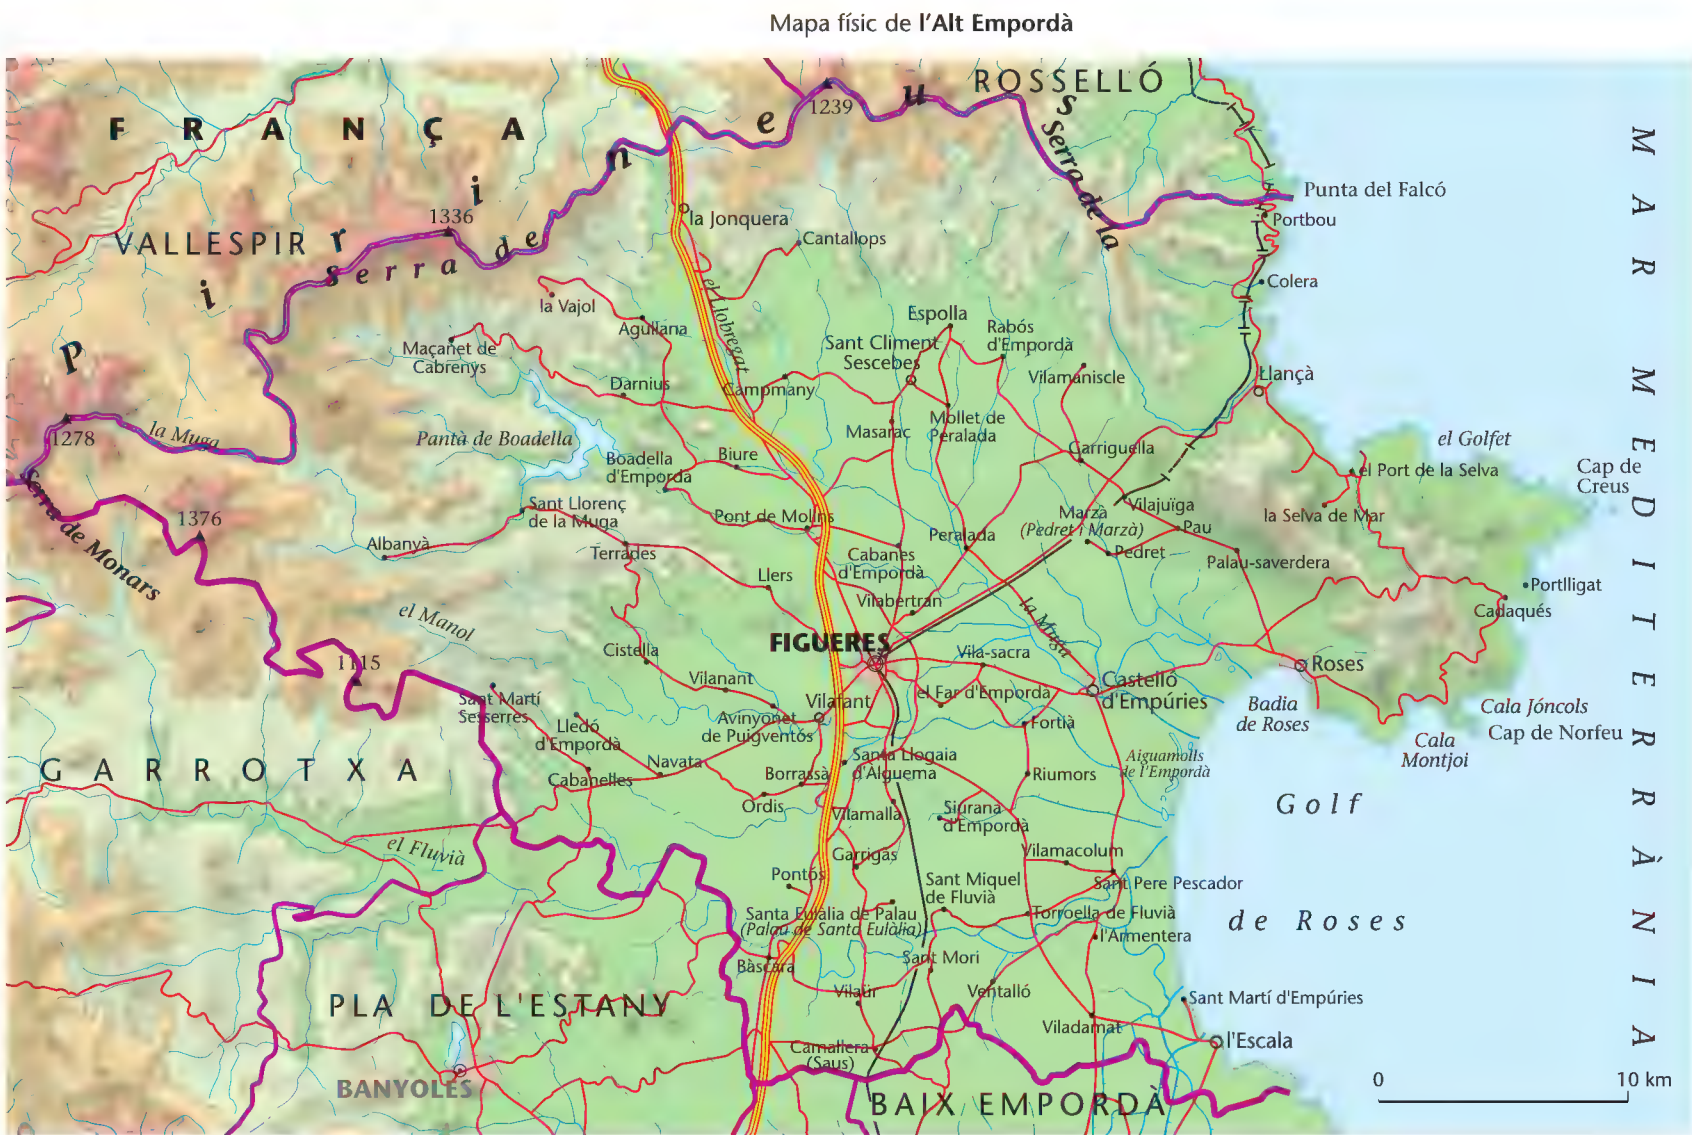 Mapa físic de l'Alt Empordà
ROSSELLÓ
FRANÇA
MAR MEDITERRÀNIA
Pirineus
1239
Serra de la
Punta del Falcó
Portbou
1336
la Jonquera
VALLESPIR
Serra de
Cantallops
Colera
el Llobregat
la Vajol
Agullana
Espolla
Rabós
d'Empordà
Maçanet de
Cabrenys
Sant Climent
Sescebes
Vilamaniscle
Llançà
Darnius
Campmany
1278
la Muga
Pantà de Boadella
Masarac
Mollet de
Peralada
Garriguella
el Golfet
Cap de
Creus
el Port de la Selva
Boadella
d'Empordà
Biure
Serra de Monars
1376
Sant Llorenç
de la Muga
Pont de Molins
Marzà
(Pedret i Marzà)
Vilajuïga
Pau
la Selva de Mar
Albanyà
Terrades
Cabanes
d'Empordà
Peralada
Pedret
Palau-saverdera
Llers
Portlligat
Cadaqués
el Manol
Vilabertran
la Muga
FIGUERES
1115
Cistella
Vila-sacra
Roses
Vilanant
Castelló
d'Empúries
Sant Martí
Sesserres
Vilafant
el Far d'Empordà
Badia
de Roses
Cala Jóncols
Cap de Norfeu
Lledó
d'Empordà
Avinyonet
de Puigventós
Fortià
Cala
Montjoi
GARROTXA
Navata
Cabanelles
Borrassà
Santa Llogaia
d'Àlguema
Riumors
Aiguamolls
de l'Empordà
Golf
de Roses
Ordis
Vilamalla
Siurana
d'Empordà
el Fluvià
Garrigàs
Vilamacolum
Pontós
Sant Miquel
de Fluvià
Sant Pere Pescador
Santa Eulàlia de Palau
(Palau de Santa Eulàlia)
Torroella de Fluvià
l'Armentera
Bàscara
Sant Mori
PLA DE L'ESTANY
Vilaür
Ventalló
Sant Martí d'Empúries
Viladamat
l'Escala
Camallera
(Saus)
BANYOLES
BAIX EMPORDÀ
0
10 km